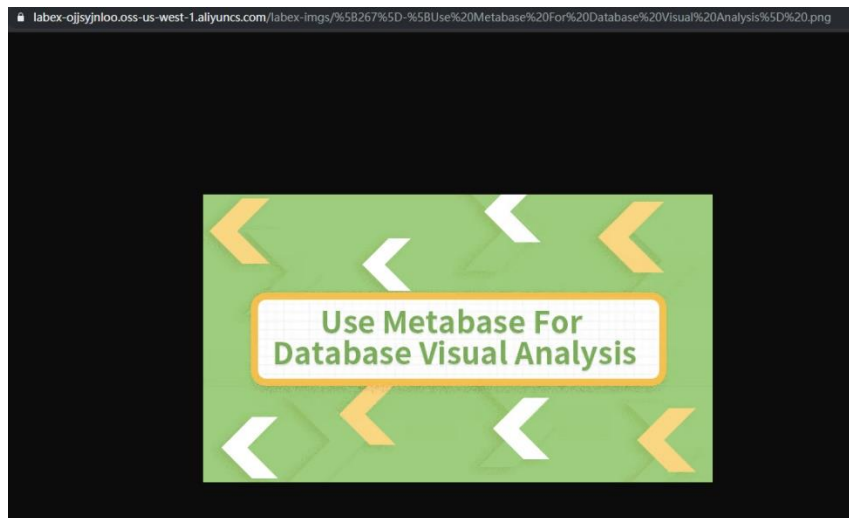 labex-ojjsyjnloo.oss-us-west-1.aliyuncs.com/labex-imgs/%5B267%5D-%5BUse%20Metabase%20For%20Database%20Visual%20Analysis%5D%20.png
Use Metabase For
Database Visual Analysis